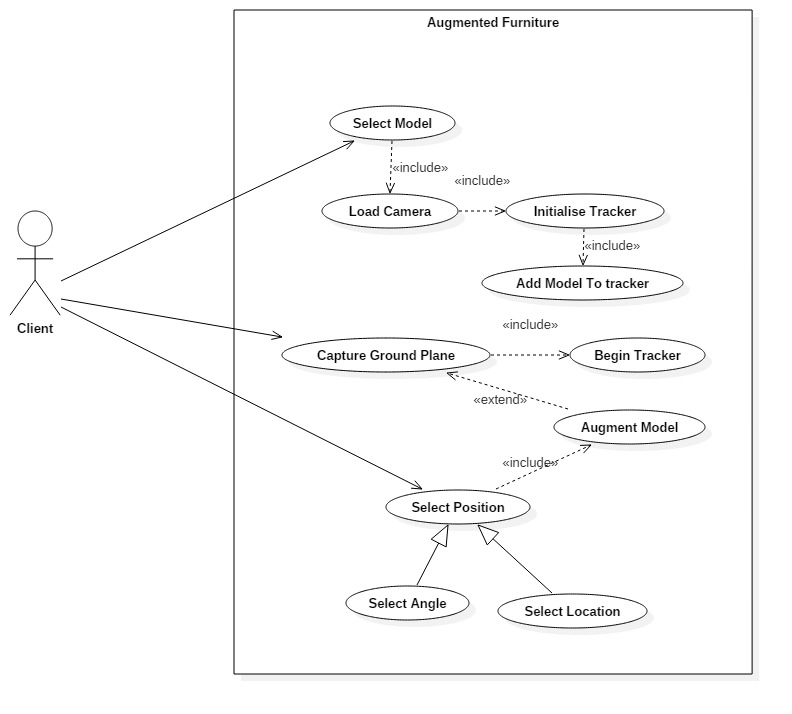 Augmented Furniture
Select Model
«include»
«include»
Load Camera
Initialise Tracker
«include»
Add Model To tracker
Client
«include»
Capture Ground Plane
Begin Tracker
«extend»
Augment Model
«include»
Select Position
Select Angle
Select Location